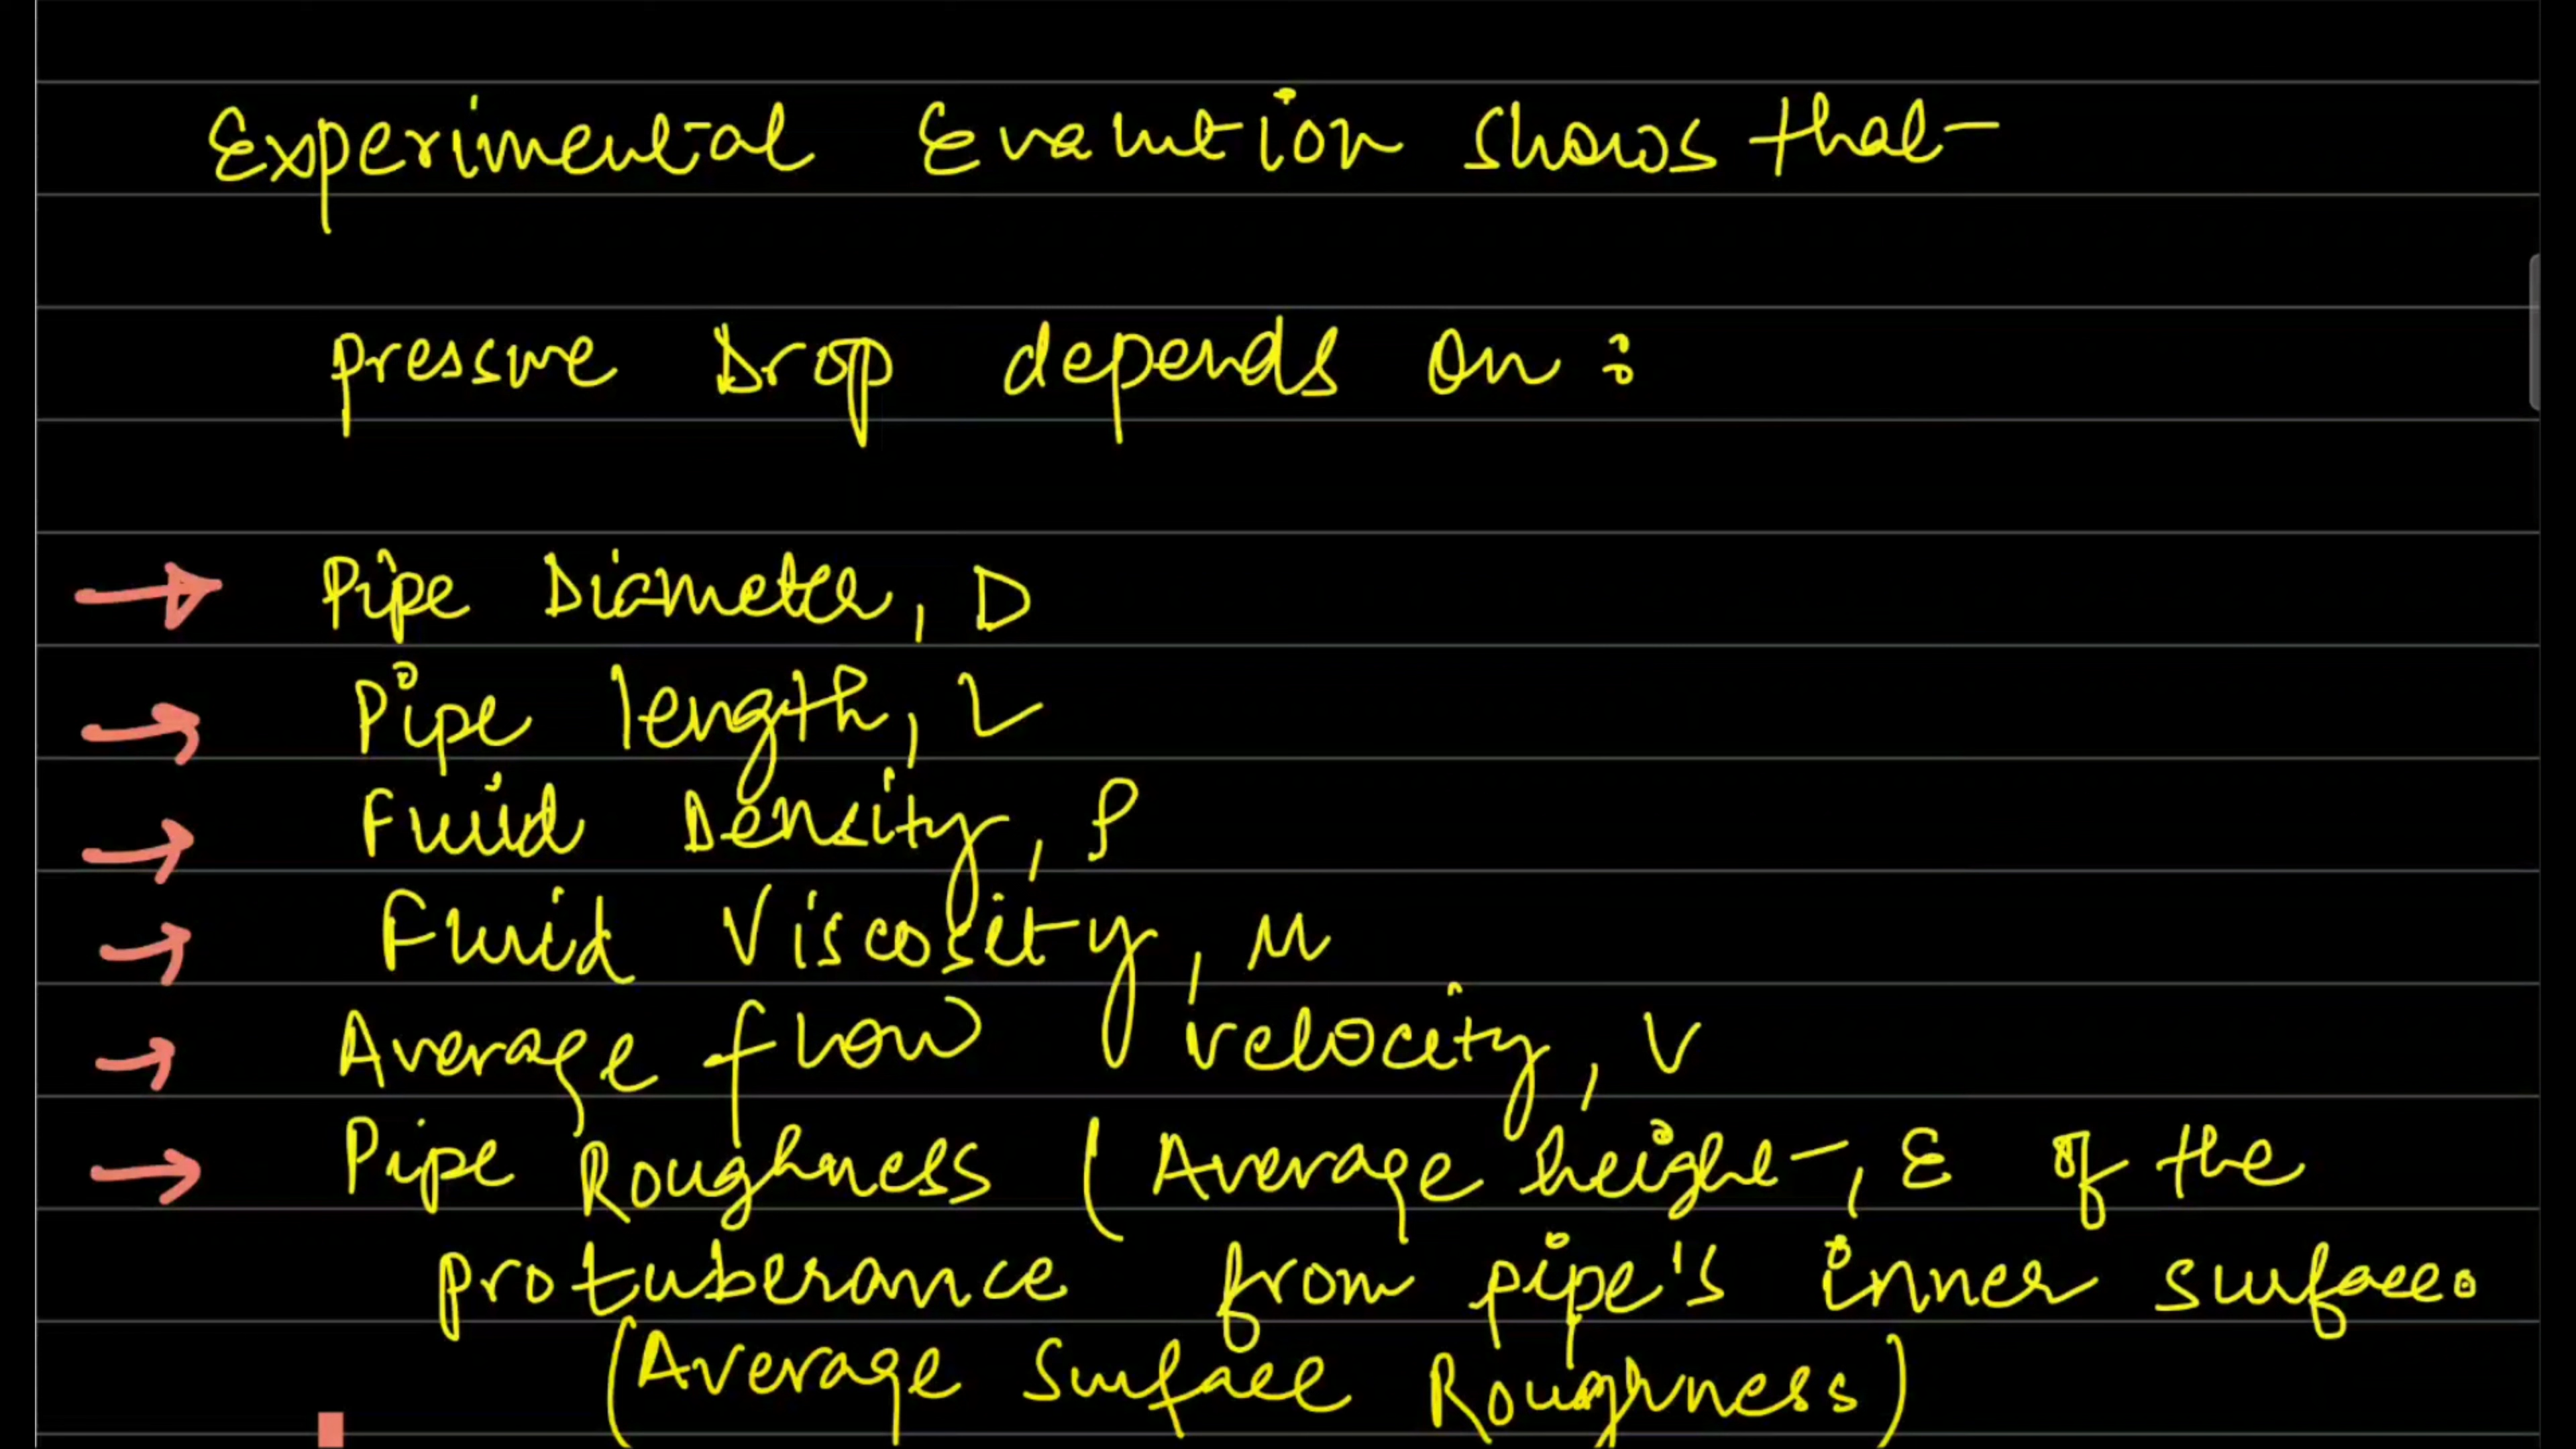 Experimental Evalution shows that
pressure Drop depends on :
→ Pipe Diameter, D
→ Pipe length, L
→ Fluid Density, ρ
→ Fluid Viscosity, μ
→ Average flow velocity, V
→ Pipe Roughness (Average height, ε of the
protuberance from pipe's inner surface.
(Average Surface Roughness)